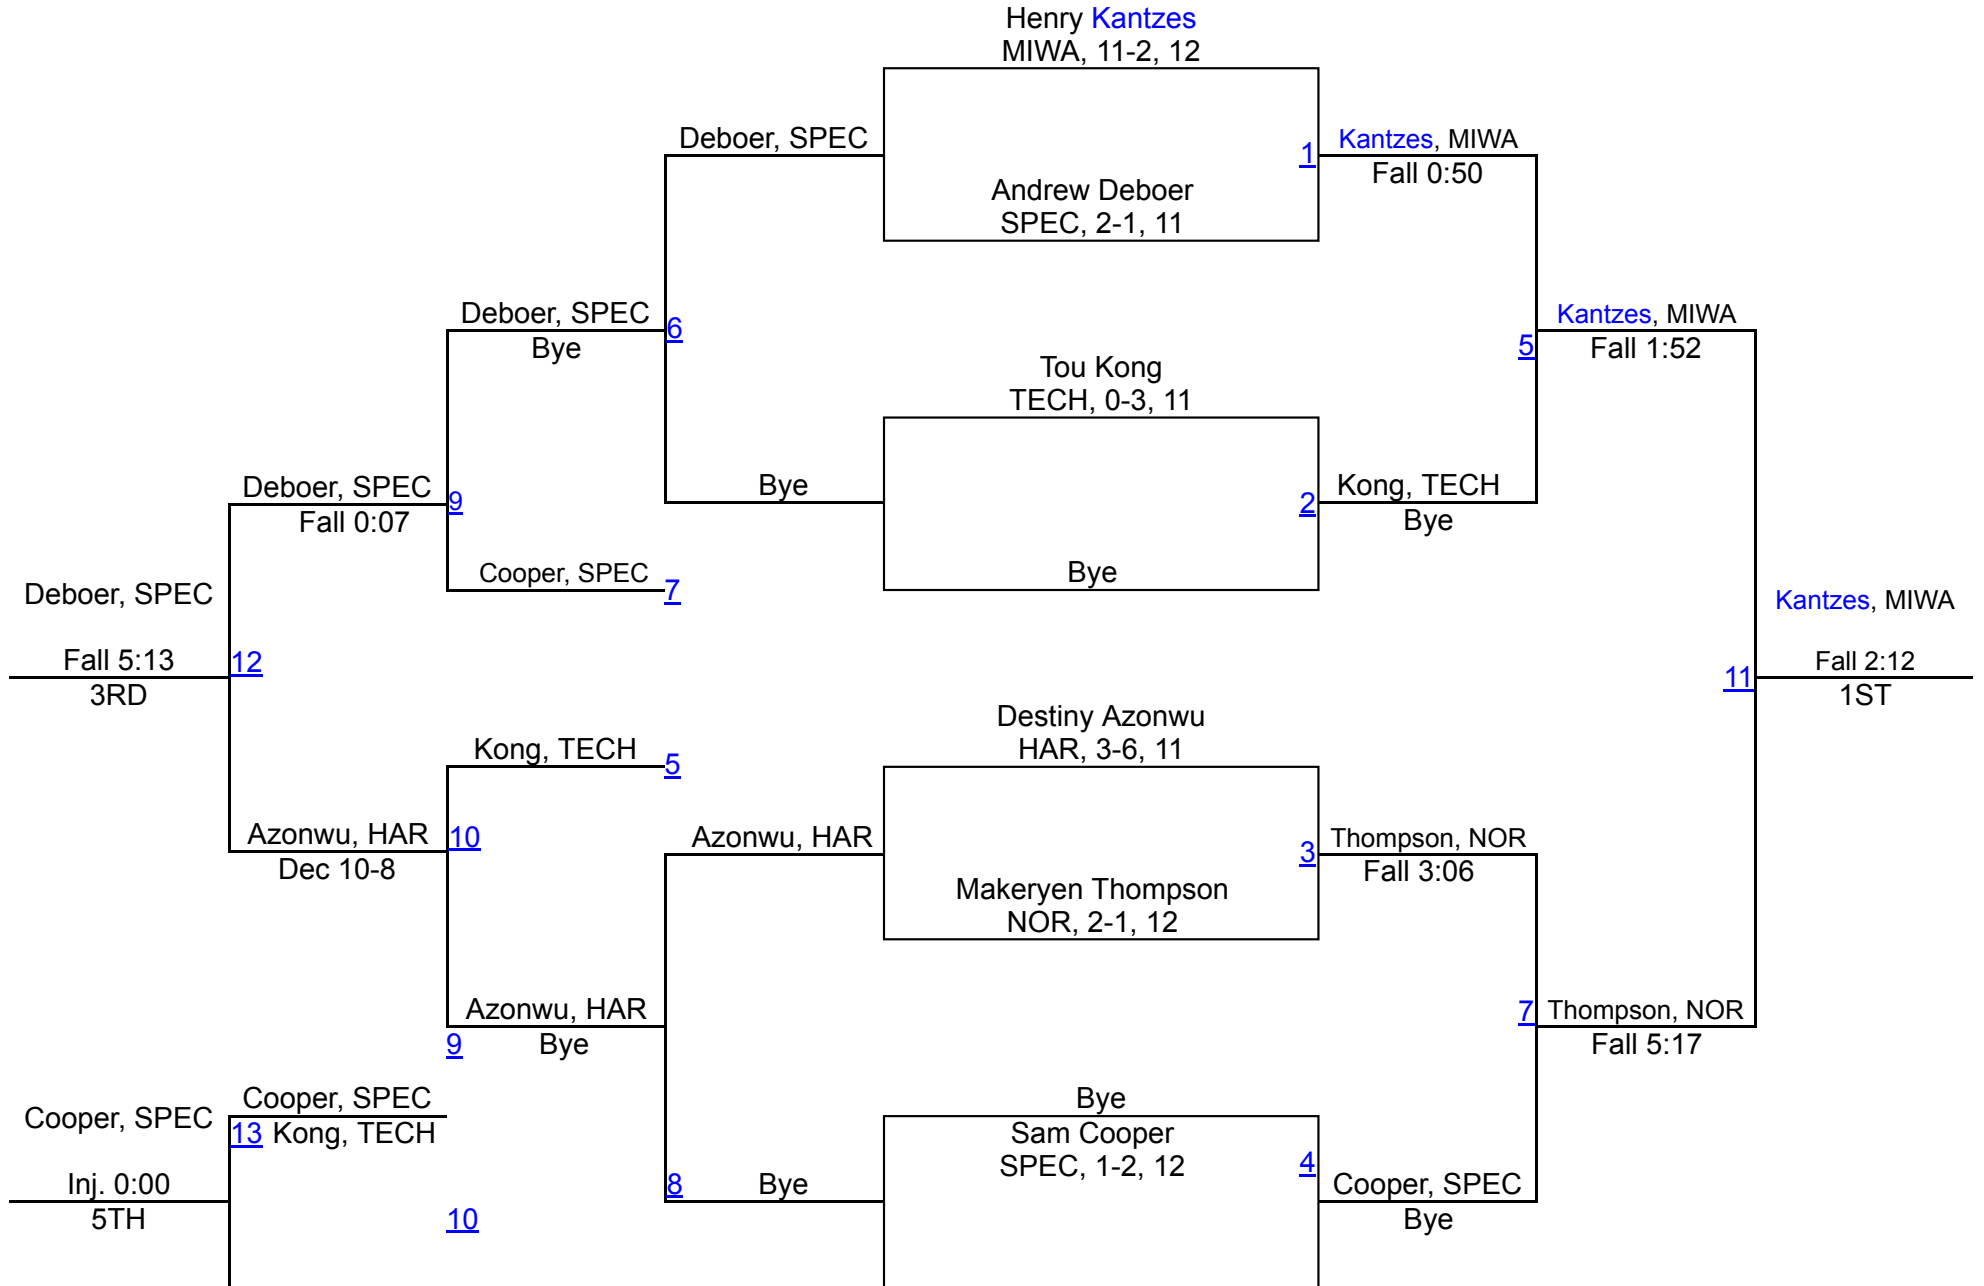 Henry Kantzes
MIWA, 11-2, 12
Deboer, SPEC
1
Kantzes, MIWA
Fall 0:50
Andrew Deboer
SPEC, 2-1, 11
Deboer, SPEC
6
Bye
Kantzes, MIWA
5
Fall 1:52
Tou Kong
TECH, 0-3, 11
Deboer, SPEC
9
Fall 0:07
Bye
2
Kong, TECH
Bye
Cooper, SPEC
7
Bye
Deboer, SPEC
Kantzes, MIWA
Fall 5:13
12
3RD
11
Fall 2:12
1ST
Destiny Azonwu
HAR, 3-6, 11
Kong, TECH
5
Azonwu, HAR
10
Dec 10-8
Azonwu, HAR
3
Thompson, NOR
Fall 3:06
Makeryen Thompson
NOR, 2-1, 12
Azonwu, HAR
9
Bye
7
Thompson, NOR
Fall 5:17
Cooper, SPEC
Cooper, SPEC
13 Kong, TECH
Bye
Sam Cooper
SPEC, 1-2, 12
4
Inj. 0:00
5TH
10
8
Bye
Cooper, SPEC
Bye